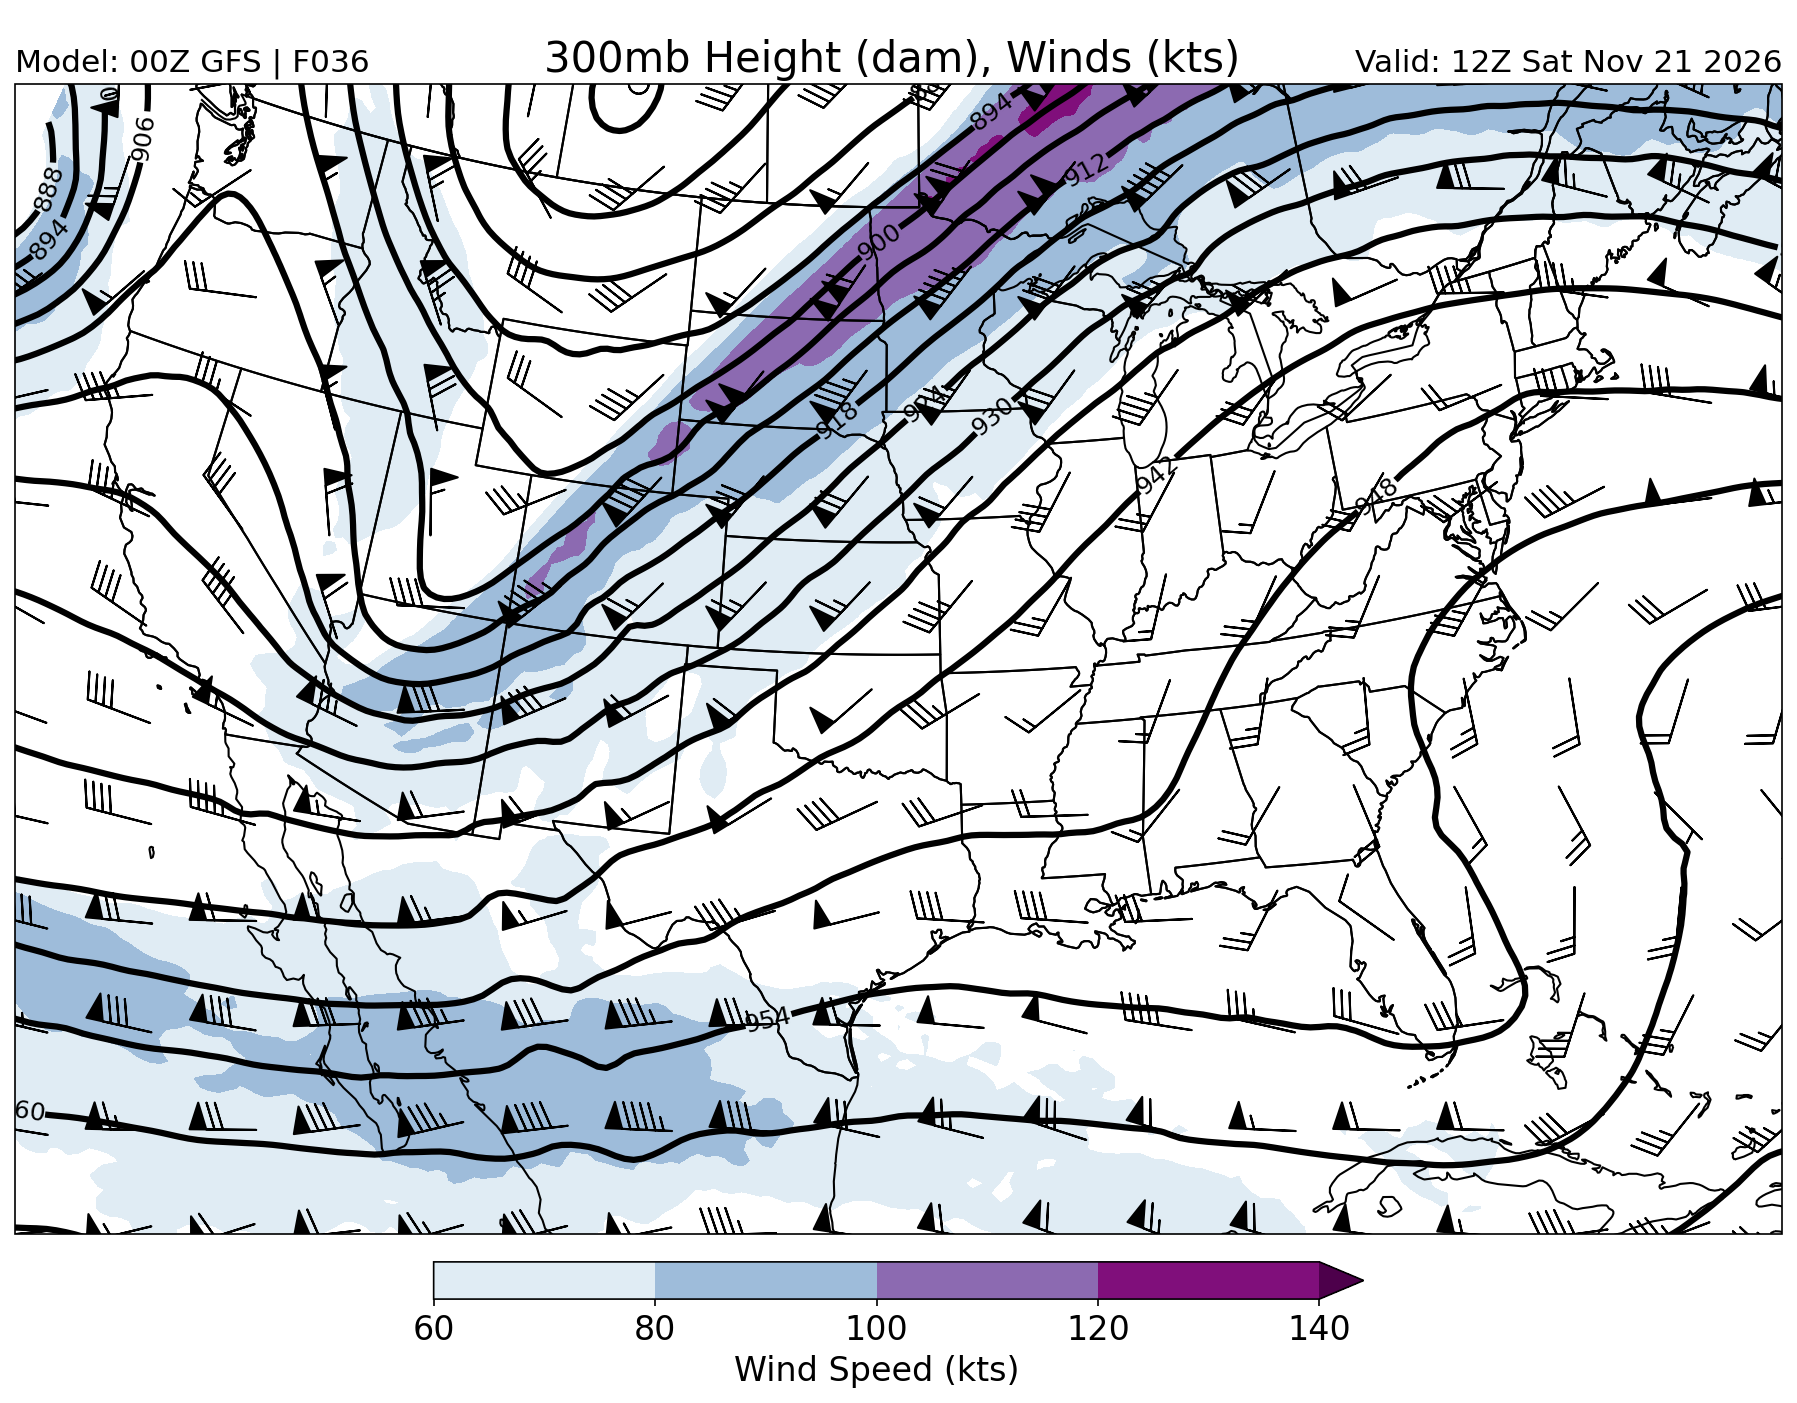 300mb Height (dam), Winds (kts)
Model: 00Z GFS | F036
Valid: 12Z Sat Nov 21 2026
906
894
888
912
894
900
918
924
930
942
948
954
60
60 80 100 120 140
Wind Speed (kts)